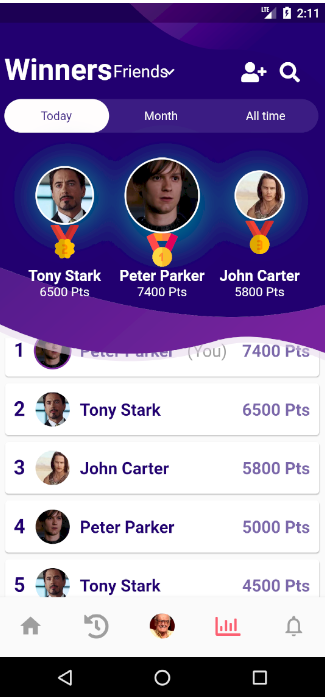 LTE 2:11
Winners Friends
Today Month All time
1
3
Tony Stark Peter Parker John Carter
6500 Pts 7400 Pts 5800 Pts
1 Peter Parker (You) 7400 Pts
2 Tony Stark 6500 Pts
3 John Carter 5800 Pts
4 Peter Parker 5000 Pts
5 Tony Stark 4500 Pts